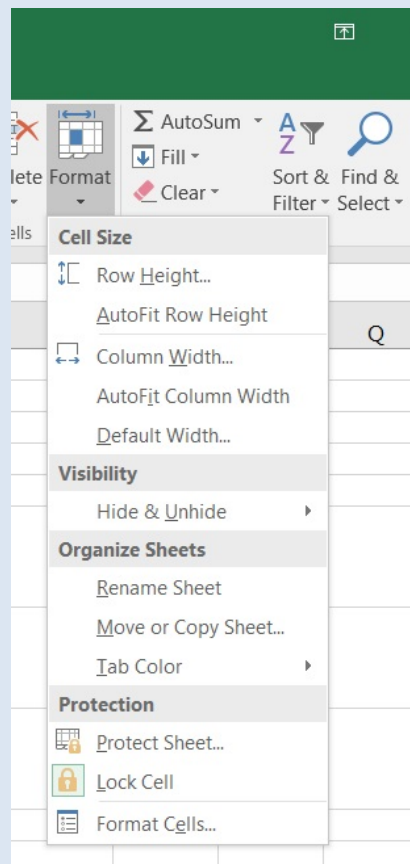 Σ AutoSum
Fill
Clear
lete Format
A
Z
Sort & Find &
Filter Select
ells
Cell Size
Row Height...
AutoFit Row Height
Q
Column Width...
AutoFit Column Width
Default Width...
Visibility
Hide & Unhide
Organize Sheets
Rename Sheet
Move or Copy Sheet...
Tab Color
Protection
Protect Sheet...
Lock Cell
Format Cells...